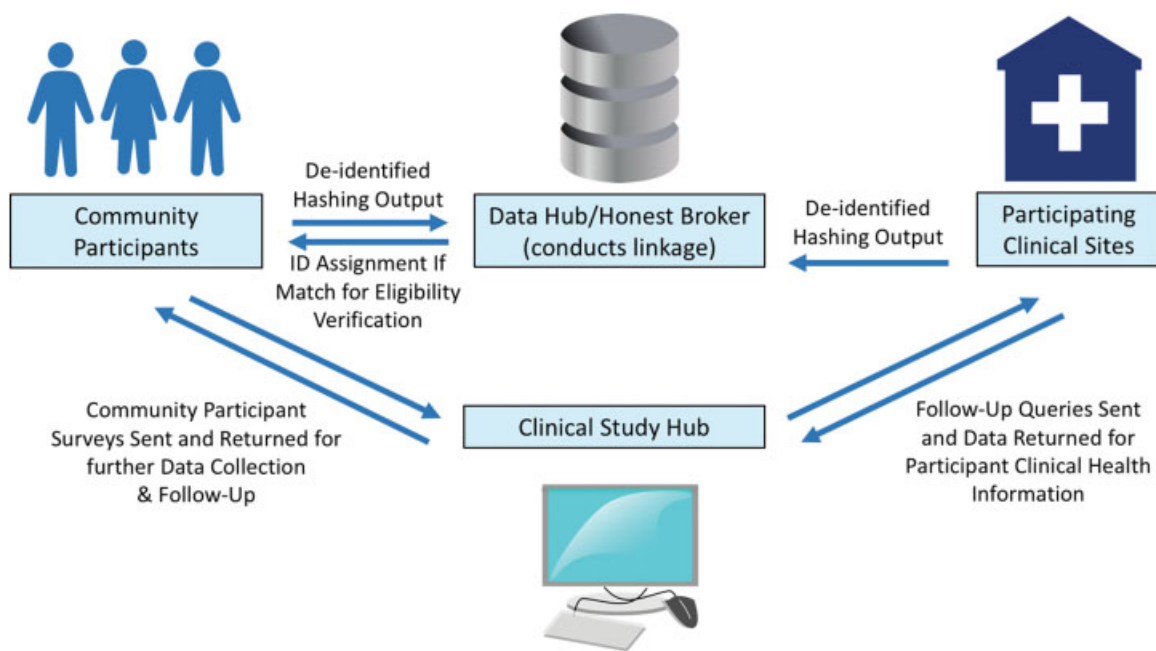 De-identified
Hashing Output
Community
Participants
ID Assignment If
Match for Eligibility
Verification
Data Hub/Honest Broker
(conducts linkage)
De-identified
Hashing Output
Participating
Clinical Sites
Community Participant
Surveys Sent and Returned for
further Data Collection
& Follow-Up
Clinical Study Hub
Follow-Up Queries Sent
and Data Returned for
Participant Clinical Health
Information